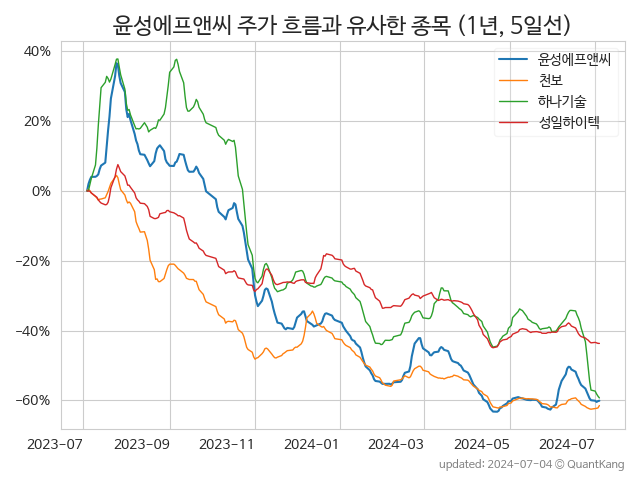 윤성에프앤씨 주가 흐름과 유사한 종목 (1년, 5일선)
윤성에프앤씨
천보
하나기술
성일하이텍
40%
20%
0%
−20%
−40%
−60%
2023−07
2023−09
2023−11
2024−01
2024−03
2024−05
2024−07
updated: 2024-07-04 ⓒ QuantKang